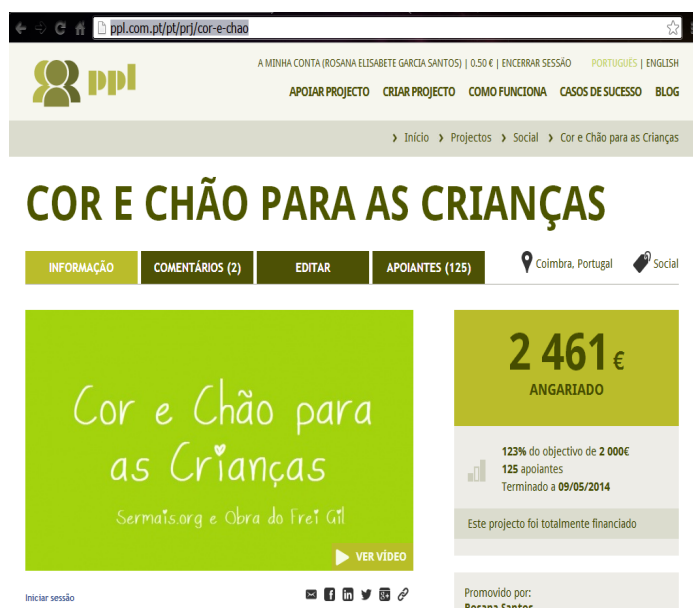 ppl.com.pt/pt/prj/cor-e-chao
A MINHA CONTA (ROSANA ELISABETE GARCIA SANTOS) | 0.50 € | ENCERRAR SESSÃO PORTUGUÊS | ENGLISH
ppl
APOIAR PROJECTO CRIAR PROJECTO COMO FUNCIONA CASOS DE SUCESSO BLOG
> Início > Projectos > Social > Cor e Chão para as Crianças
COR E CHÃO PARA AS CRIANÇAS
INFORMAÇÃO COMENTÁRIOS (2) EDITAR APOIANTES (125) Coimbra, Portugal Social
Cor e Chão para
as Crianças
Sermais.org e Obra do Frei Gil
VER VÍDEO
2 461 €
ANGARIADO
123% do objectivo de 2 000€
125 apoiantes
Terminado a 09/05/2014
Este projecto foi totalmente financiado
Iniciar sessão
Promovido por:
Rosana Santos